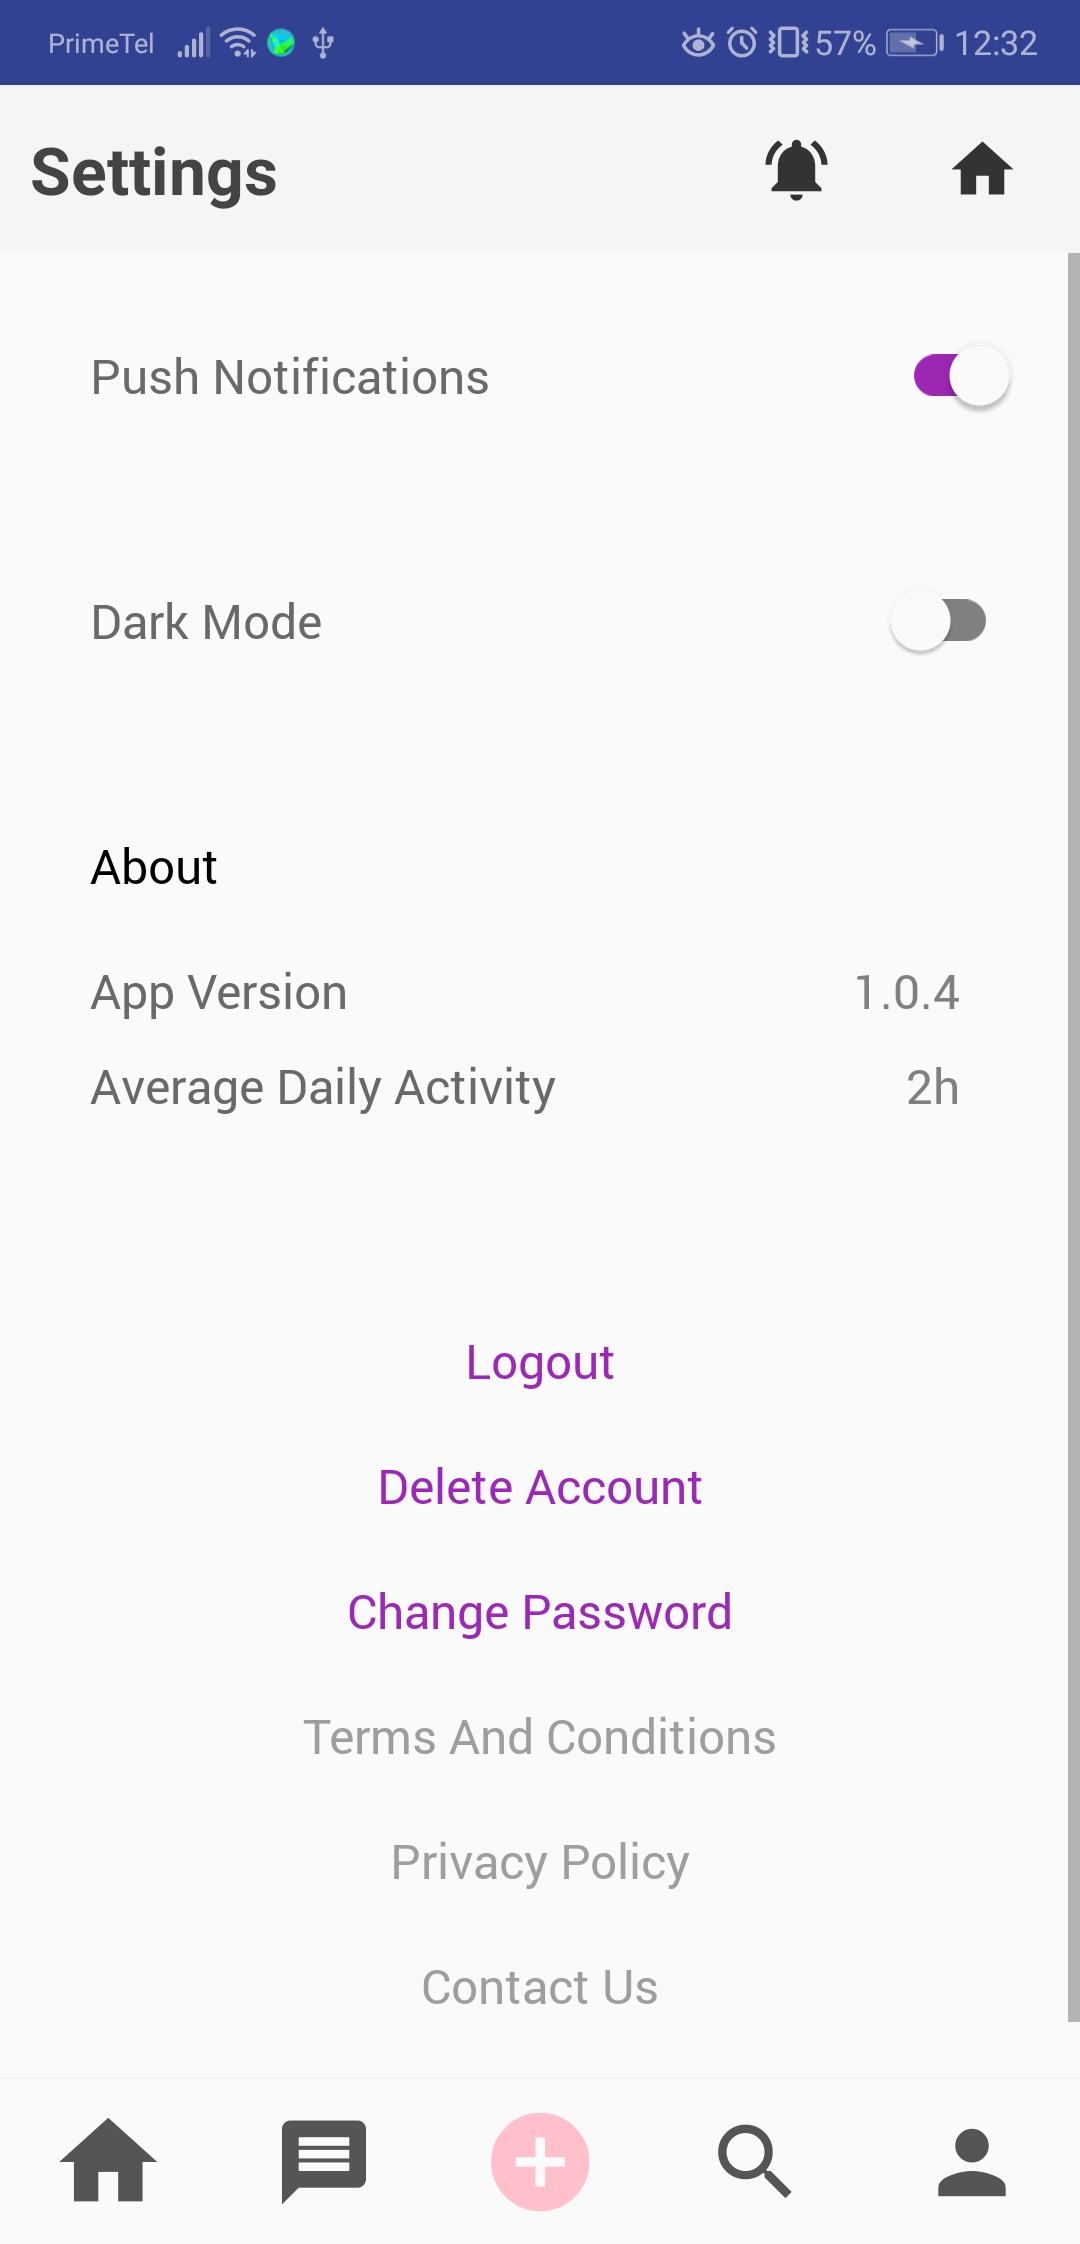 PrimeTel 57% 12:32
Settings
Push Notifications
Dark Mode
About
App Version 1.0.4
Average Daily Activity 2h
Logout
Delete Account
Change Password
Terms And Conditions
Privacy Policy
Contact Us